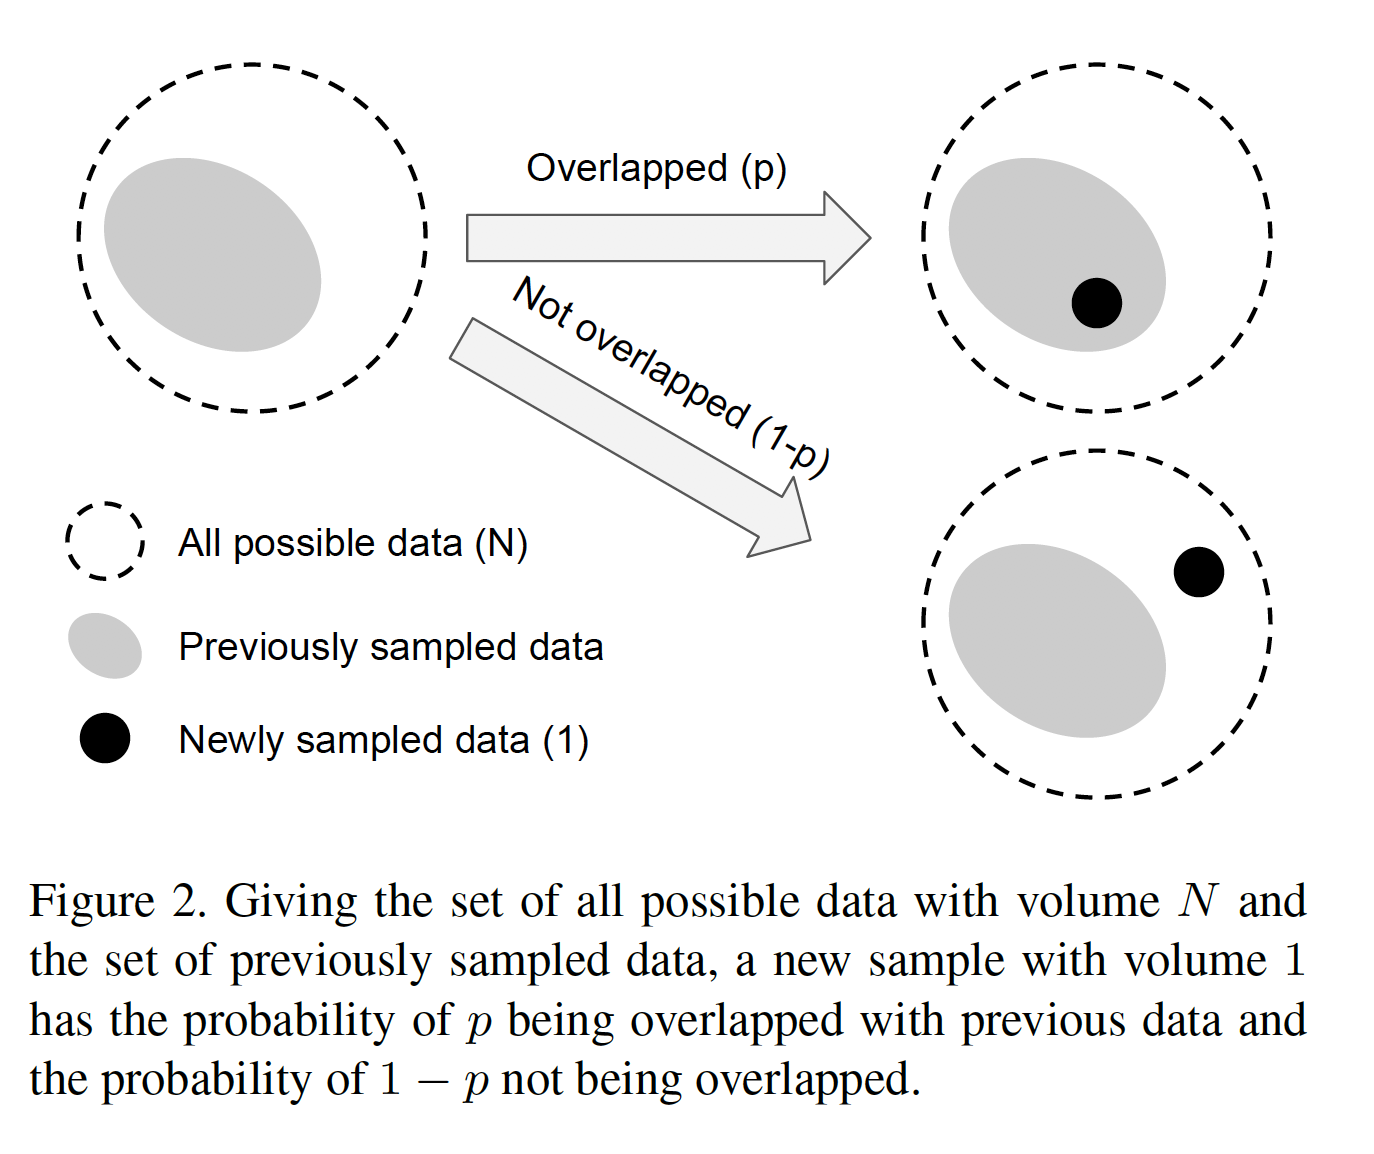 Overlapped (p)
Not overlapped (1-p)
All possible data (N)
Previously sampled data
Newly sampled data (1)
Figure 2. Giving the set of all possible data with volume N and
the set of previously sampled data, a new sample with volume 1
has the probability of p being overlapped with previous data and
the probability of 1 − p not being overlapped.